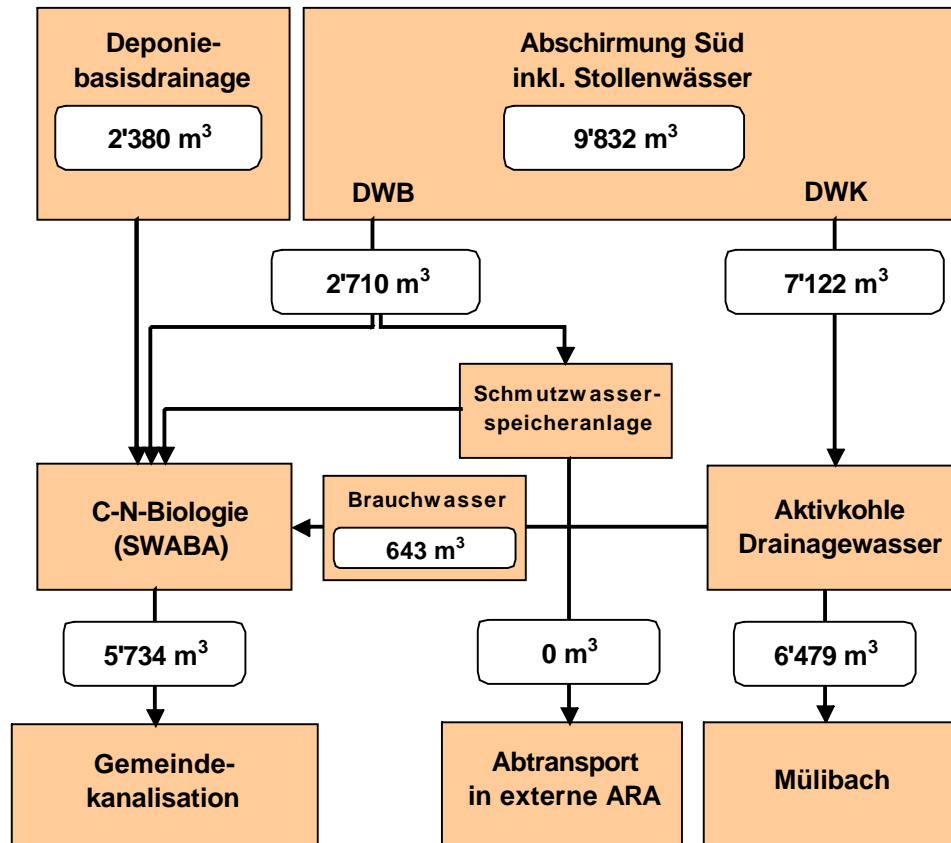 Deponie-
basisdrainage
2'380 m³
Abschirmung Süd
inkl. Stollenwässer
9'832 m³
DWB
DWK
2'710 m³
7'122 m³
Schmutzwasser-
speicheranlage
C-N-Biologie
(SWABA)
Brauchwasser
643 m³
Aktivkohle
Drainagewasser
5'734 m³
0 m³
6'479 m³
Gemeinde-
kanalisation
Abtransport
in externe ARA
Mülibach